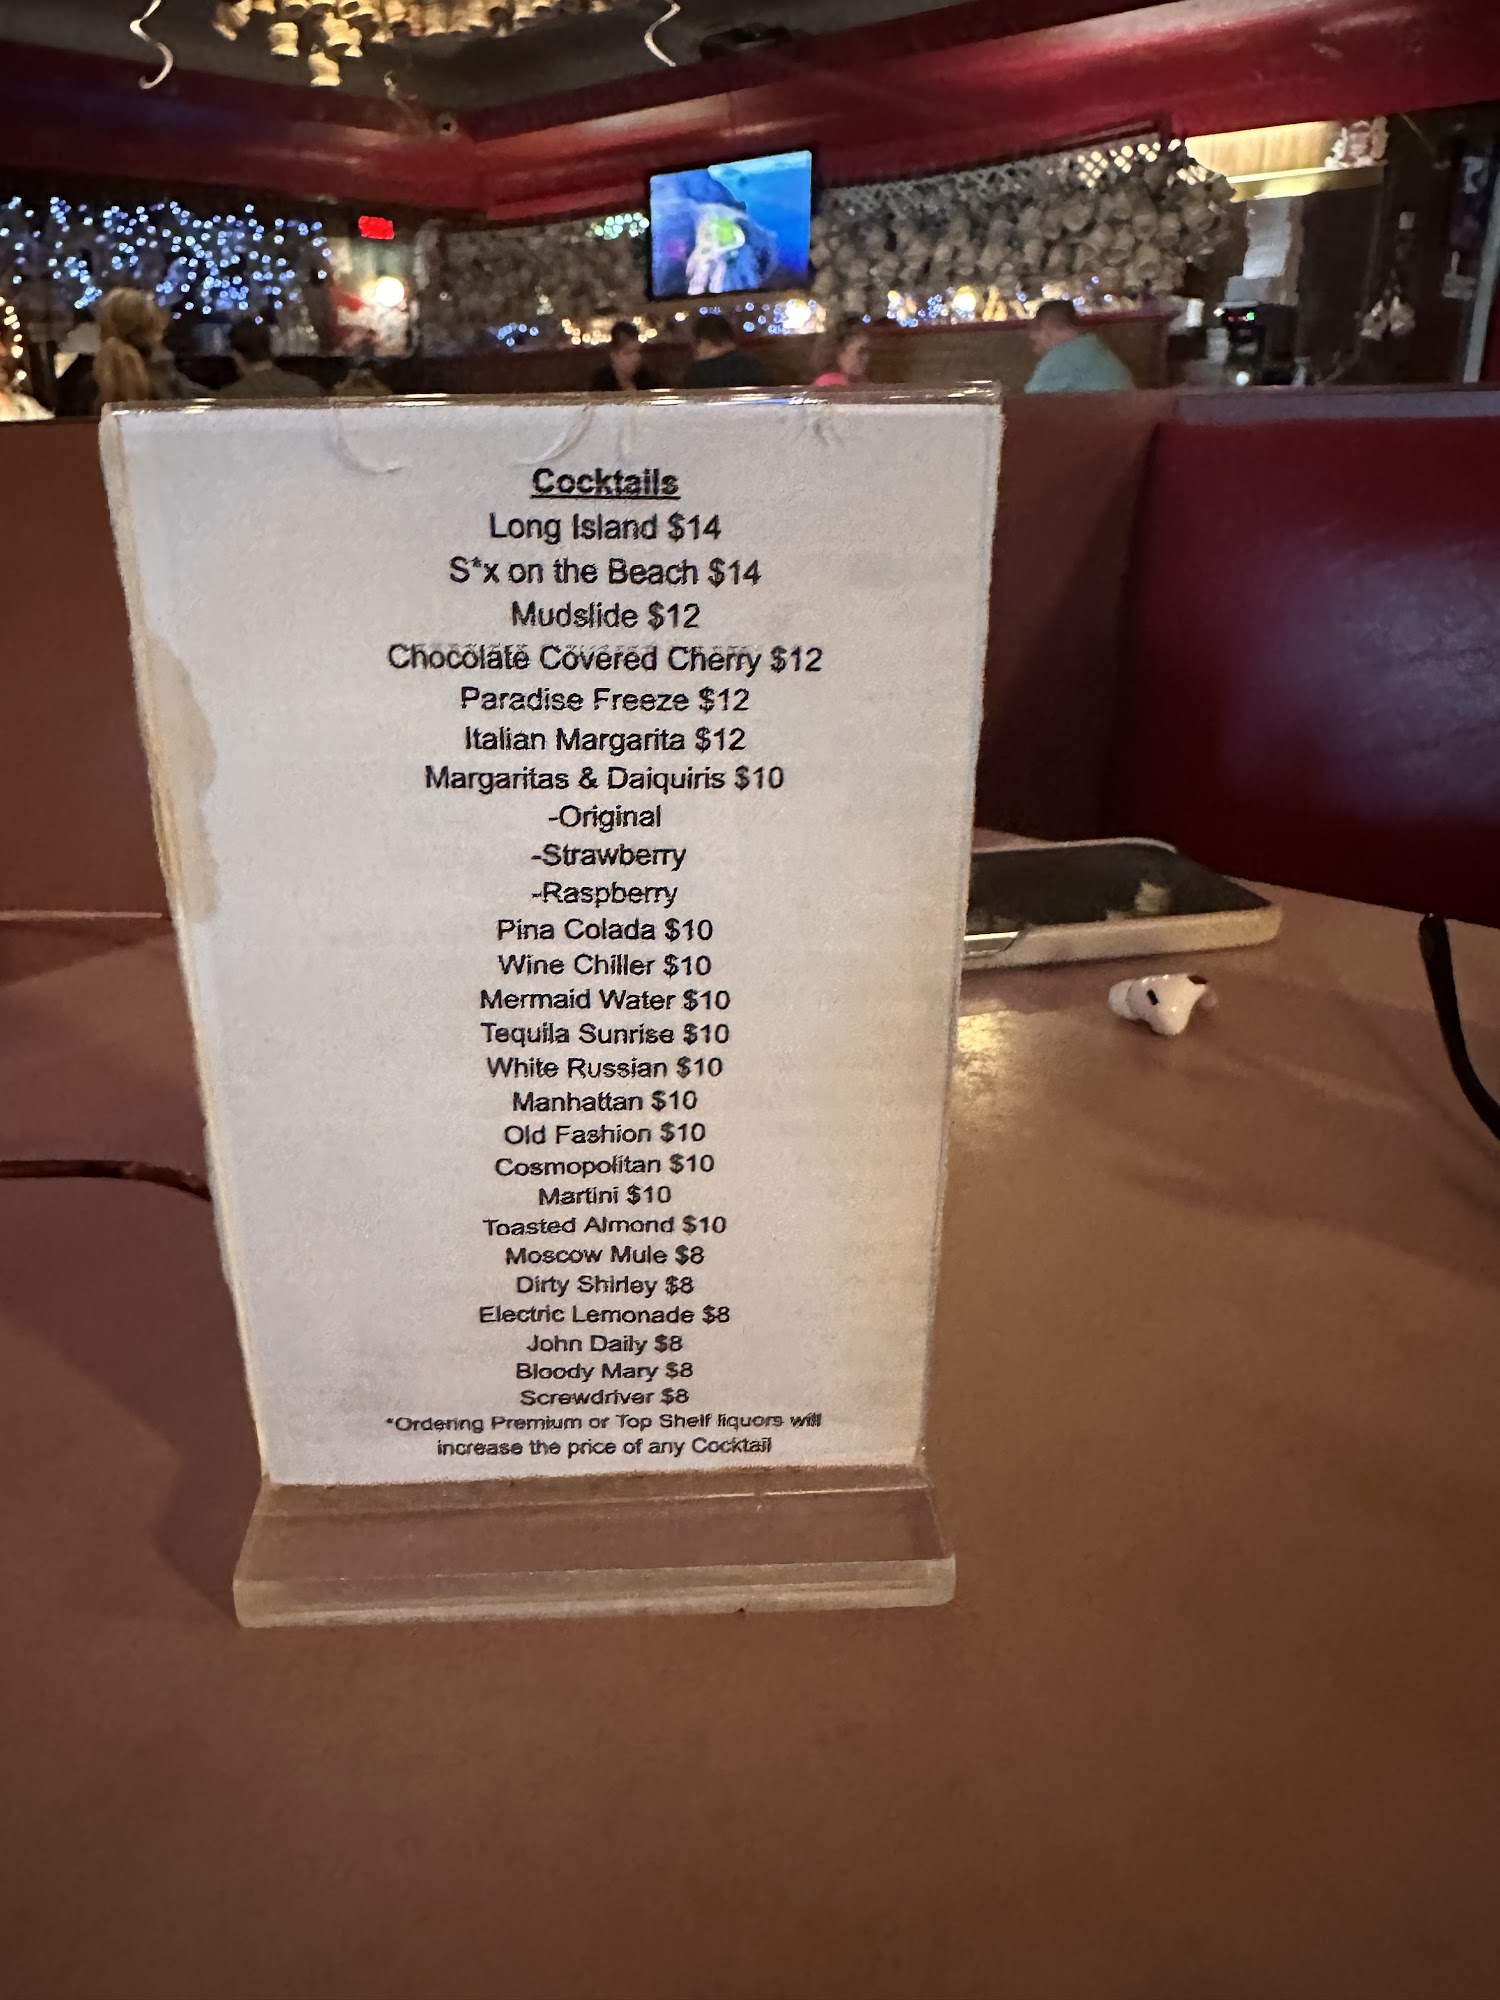 Cocktails
Long Island $14
S*x on the Beach $14
Mudslide $12
Chocolate Covered Cherry $12
Paradise Freeze $12
Italian Margarita $12
Margaritas & Daiquiris $10
-Original
-Strawberry
-Raspberry
Pina Colada $10
Wine Chiller $10
Mermaid Water $10
Tequila Sunrise $10
White Russian $10
Manhattan $10
Old Fashion $10
Cosmopolitan $10
Martini $10
Toasted Almond $10
Moscow Mule $8
Dirty Shirley $8
Electric Lemonade $8
John Daily $8
Bloody Mary $8
Screwdriver $8
*Ordering Premium or Top Shelf liquors will
increase the price of any Cocktail